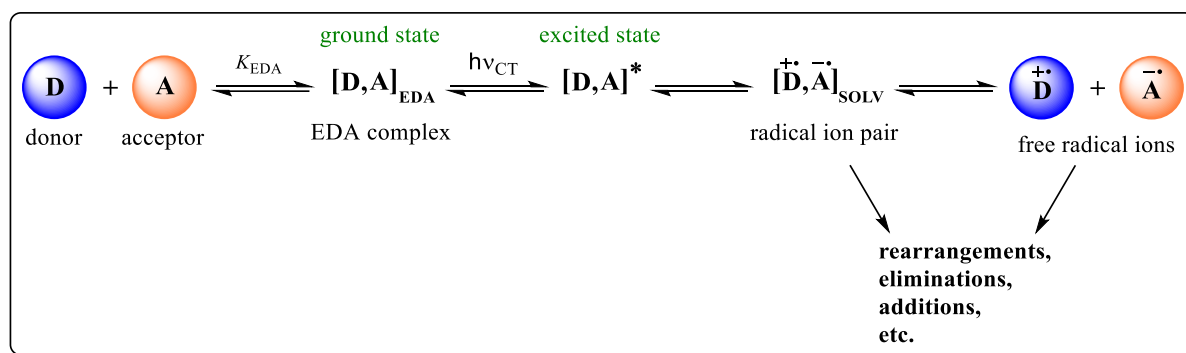 ground state
excited state
D + A
K_EDA
[D,A]_EDA
hν_CT
[D,A]*
[D^+•,A^−•]_SOLV
D^+• + A^−•
donor
acceptor
EDA complex
radical ion pair
free radical ions
rearrangements,
eliminations,
additions,
etc.